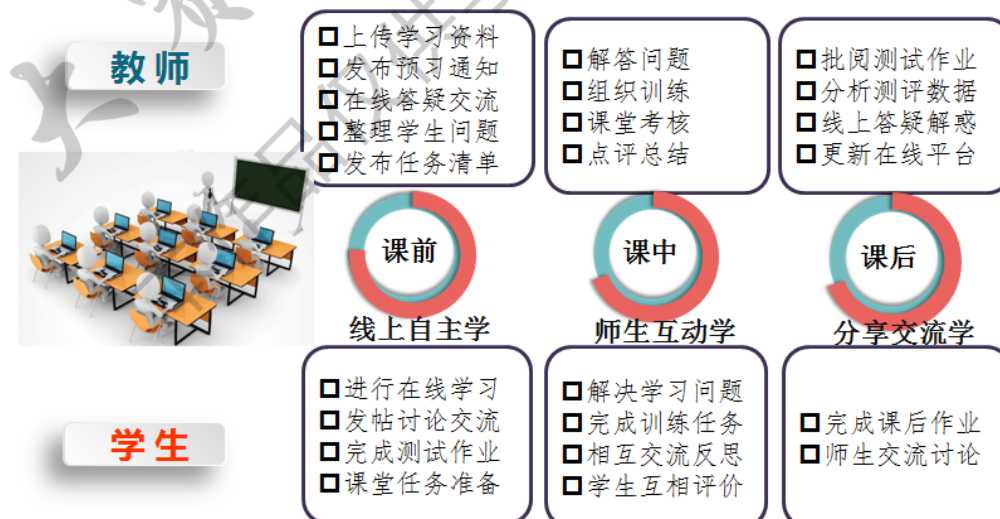 教师
上传学习资料
发布预习通知
在线答疑交流
整理学生问题
发布任务清单
解答问题
组织训练
课堂考核
点评总结
批阅测试作业
分析测评数据
线上答疑解惑
更新在线平台
课前
线上自主学
课中
师生互动学
课后
分享交流学
学生
进行在线学习
发帖讨论交流
完成测试作业
课堂任务准备
解决学习问题
完成训练任务
相互交流反思
学生互相评价
完成课后作业
师生交流讨论